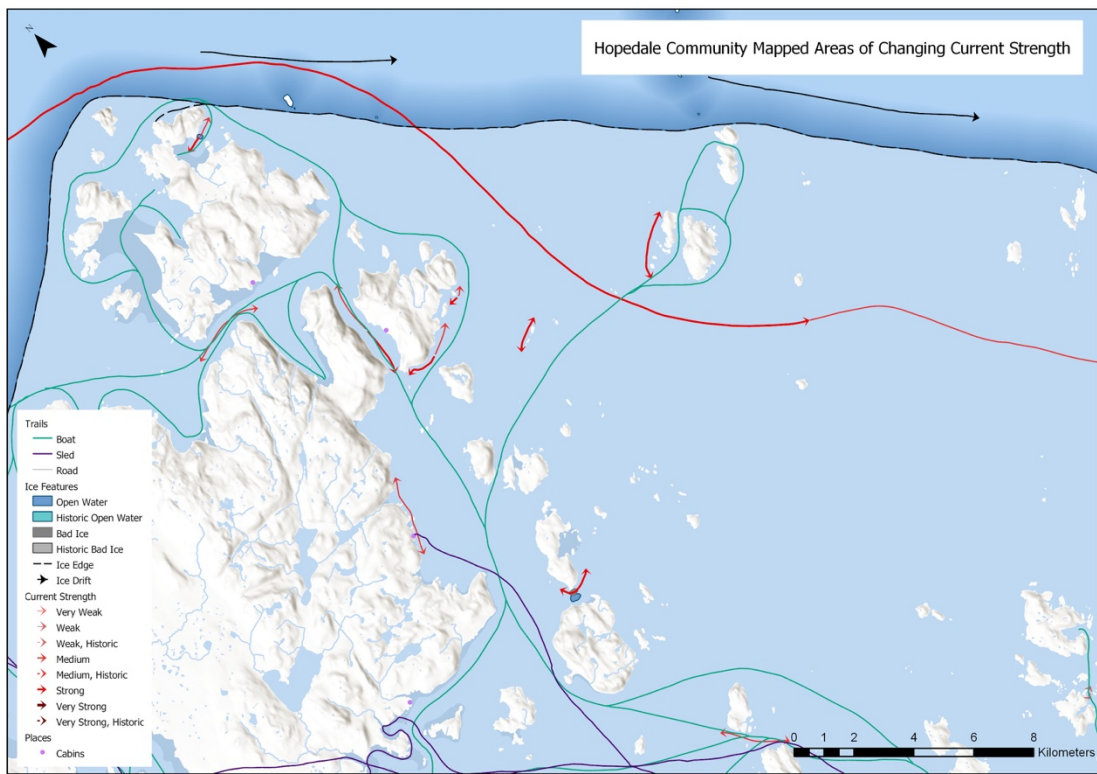 N
Hopedale Community Mapped Areas of Changing Current Strength
Trails
Boat
Sled
Road
Ice Features
Open Water
Historic Open Water
Bad Ice
Historic Bad Ice
Ice Edge
Ice Drift
Current Strength
Very Weak
Weak
Weak, Historic
Medium
Medium, Historic
Strong
Very Strong
Very Strong, Historic
Places
Cabins
0 1 2 4 6 8
Kilometers